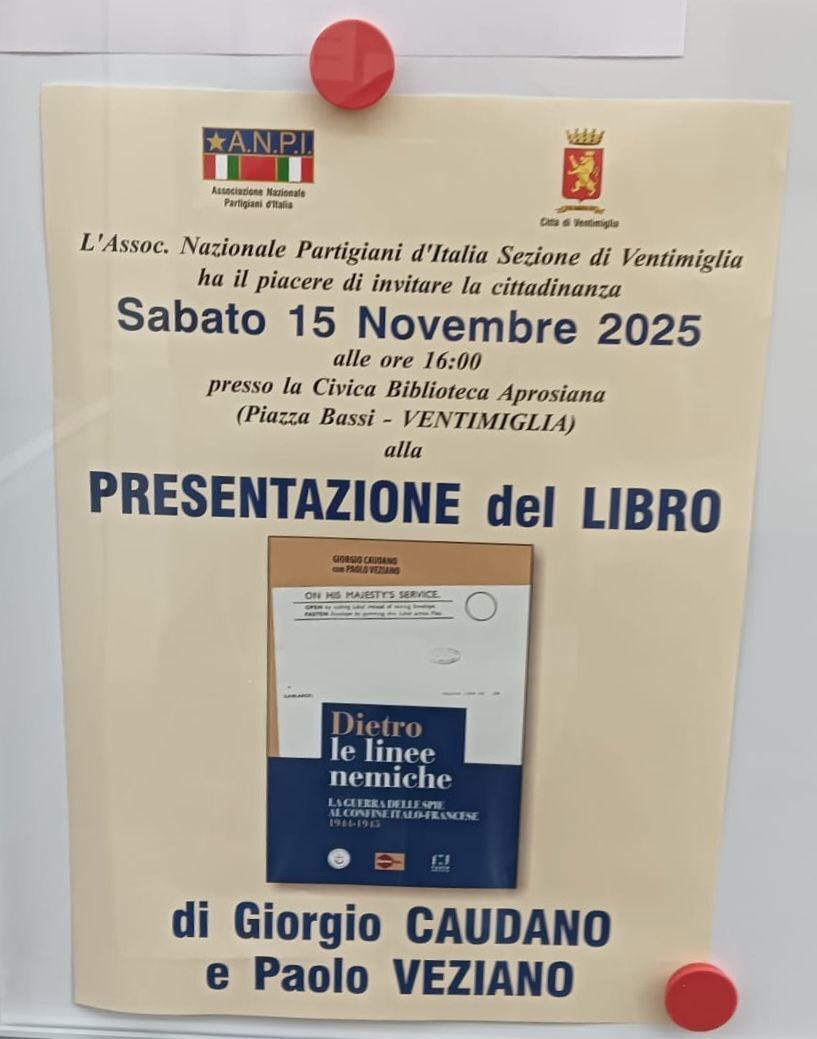 A.N.P.I.
Associazione Nazionale
Partigiani d'Italia
Città di Ventimiglia
L'Assoc. Nazionale Partigiani d'Italia Sezione di Ventimiglia
ha il piacere di invitare la cittadinanza
Sabato 15 Novembre 2025
alle ore 16:00
presso la Civica Biblioteca Aprosiana
(Piazza Bassi - VENTIMIGLIA)
alla
PRESENTAZIONE del LIBRO
GIORGIO CAUDANO
con PAOLO VEZIANO
ON HIS MAJESTY'S SERVICE.
Dietro
le linee
nemiche
LA GUERRA DELLE SPIE
AL CONFINE ITALO-FRANCESE
1944-1945
di Giorgio CAUDANO
e Paolo VEZIANO